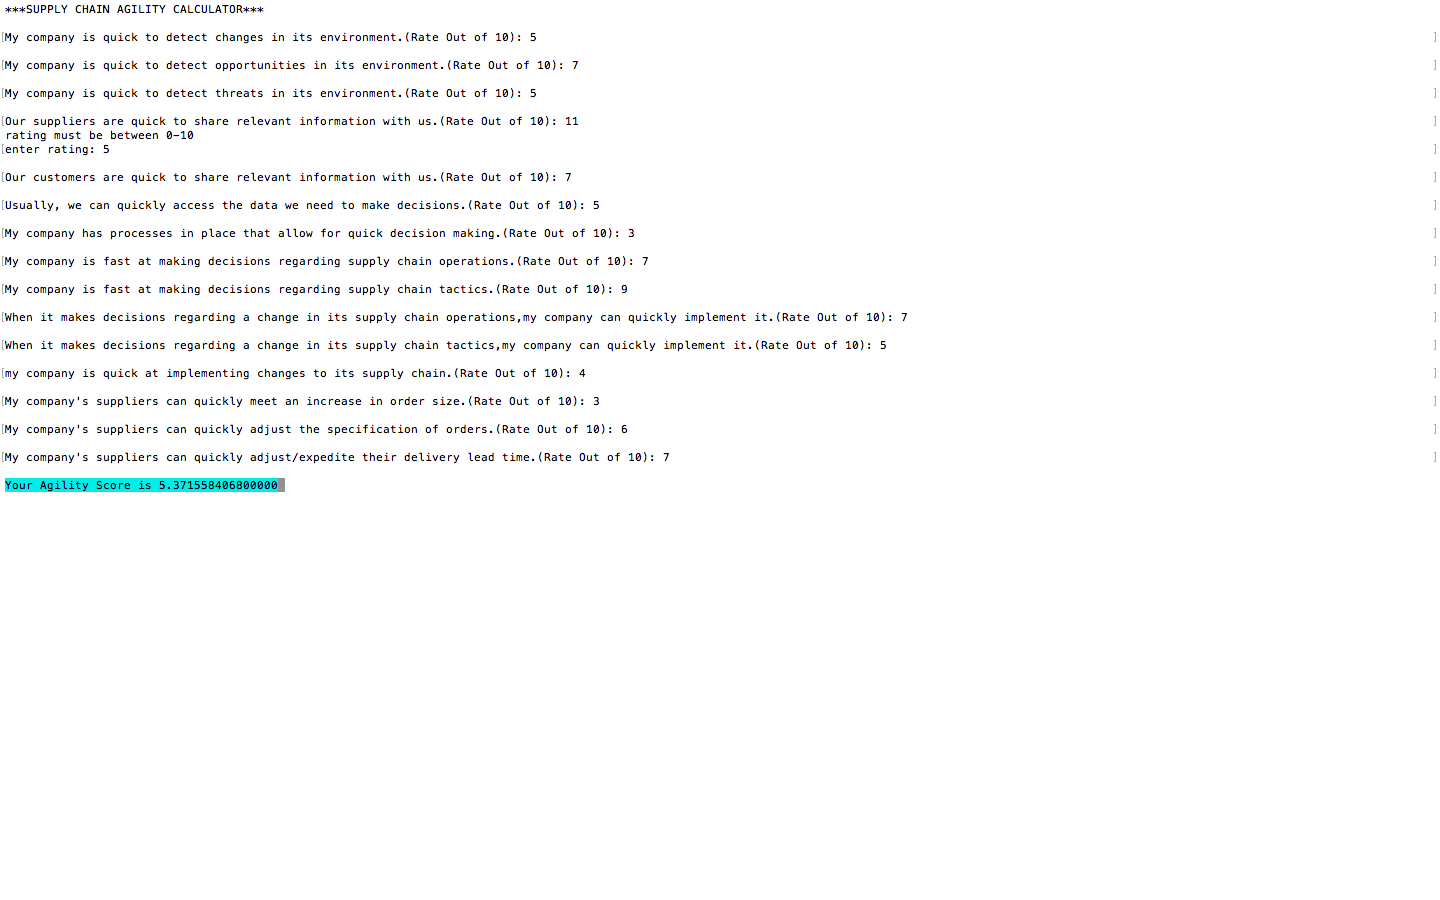 ***SUPPLY CHAIN AGILITY CALCULATOR***
[My company is quick to detect changes in its environment.(Rate Out of 10): 5 ]
[My company is quick to detect opportunities in its environment.(Rate Out of 10): 7 ]
[My company is quick to detect threats in its environment.(Rate Out of 10): 5 ]
[Our suppliers are quick to share relevant information with us.(Rate Out of 10): 11 ]
rating must be between 0-10
[enter rating: 5 ]
[Our customers are quick to share relevant information with us.(Rate Out of 10): 7 ]
[Usually, we can quickly access the data we need to make decisions.(Rate Out of 10): 5 ]
[My company has processes in place that allow for quick decision making.(Rate Out of 10): 3 ]
[My company is fast at making decisions regarding supply chain operations.(Rate Out of 10): 7 ]
[My company is fast at making decisions regarding supply chain tactics.(Rate Out of 10): 9 ]
[When it makes decisions regarding a change in its supply chain operations,my company can quickly implement it.(Rate Out of 10): 7 ]
[When it makes decisions regarding a change in its supply chain tactics,my company can quickly implement it.(Rate Out of 10): 5 ]
[my company is quick at implementing changes to its supply chain.(Rate Out of 10): 4 ]
[My company's suppliers can quickly meet an increase in order size.(Rate Out of 10): 3 ]
[My company's suppliers can quickly adjust the specification of orders.(Rate Out of 10): 6 ]
[My company's suppliers can quickly adjust/expedite their delivery lead time.(Rate Out of 10): 7 ]
Your Agility Score is 5.371558406800000